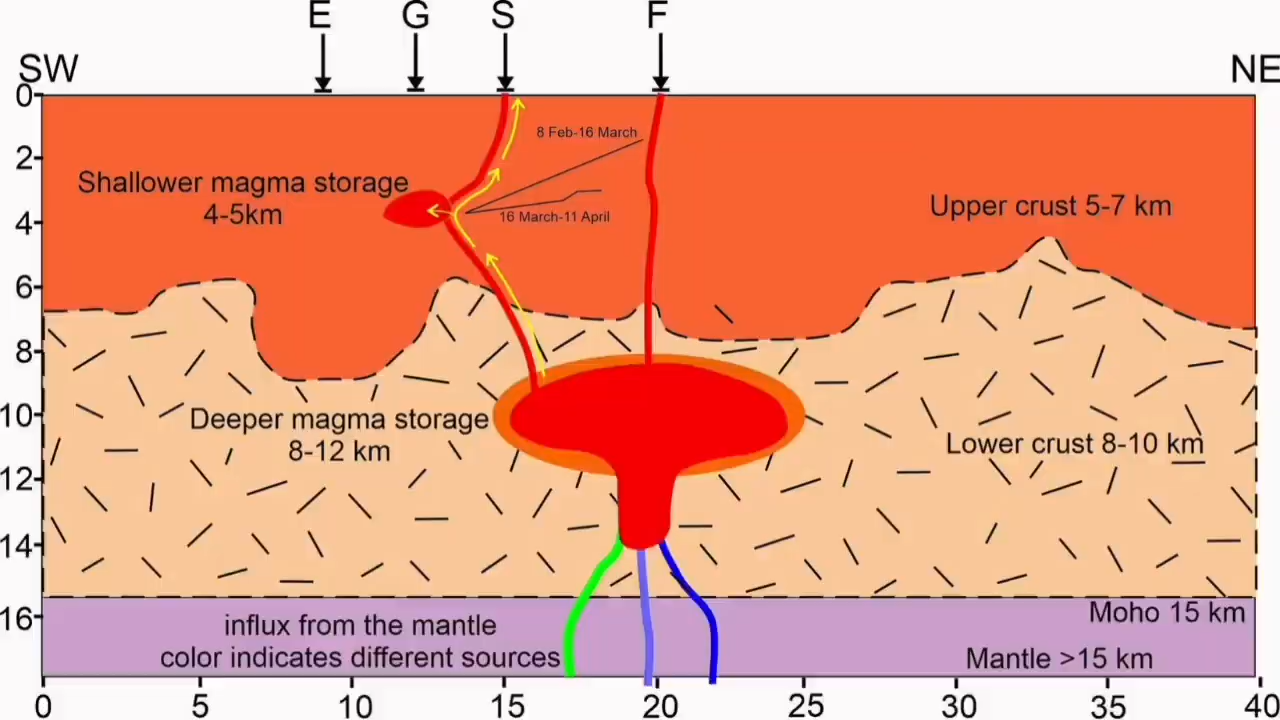 E G S F
SW NE
0
8 Feb-16 March
2
Shallower magma storage
4-5km
Upper crust 5-7 km
16 March-11 April
4
6
8
10
Deeper magma storage
8-12 km
Lower crust 8-10 km
12
14
Moho 15 km
16
influx from the mantle
color indicates different sources
Mantle >15 km
0 5 10 15 20 25 30 35 40